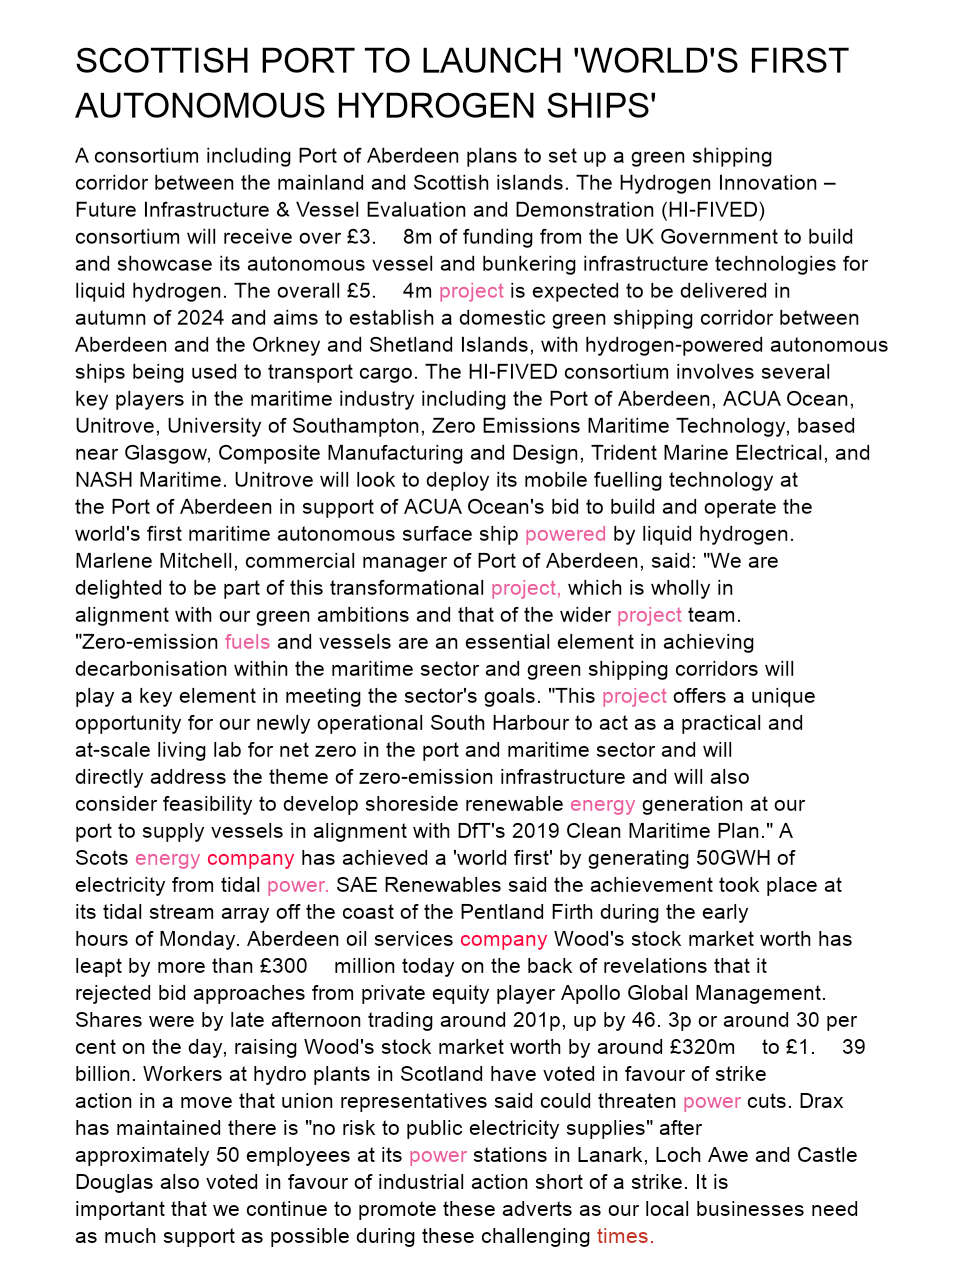 SCOTTISH PORT TO LAUNCH 'WORLD'S FIRST
AUTONOMOUS HYDROGEN SHIPS'
A consortium including Port of Aberdeen plans to set up a green shipping
corridor between the mainland and Scottish islands. The Hydrogen Innovation –
Future Infrastructure & Vessel Evaluation and Demonstration (HI-FIVED)
consortium will receive over £3. 8m of funding from the UK Government to build
and showcase its autonomous vessel and bunkering infrastructure technologies for
liquid hydrogen. The overall £5. 4m project is expected to be delivered in
autumn of 2024 and aims to establish a domestic green shipping corridor between
Aberdeen and the Orkney and Shetland Islands, with hydrogen-powered autonomous
ships being used to transport cargo. The HI-FIVED consortium involves several
key players in the maritime industry including the Port of Aberdeen, ACUA Ocean,
Unitrove, University of Southampton, Zero Emissions Maritime Technology, based
near Glasgow, Composite Manufacturing and Design, Trident Marine Electrical, and
NASH Maritime. Unitrove will look to deploy its mobile fuelling technology at
the Port of Aberdeen in support of ACUA Ocean's bid to build and operate the
world's first maritime autonomous surface ship powered by liquid hydrogen.
Marlene Mitchell, commercial manager of Port of Aberdeen, said: "We are
delighted to be part of this transformational project, which is wholly in
alignment with our green ambitions and that of the wider project team.
"Zero-emission fuels and vessels are an essential element in achieving
decarbonisation within the maritime sector and green shipping corridors will
play a key element in meeting the sector's goals. "This project offers a unique
opportunity for our newly operational South Harbour to act as a practical and
at-scale living lab for net zero in the port and maritime sector and will
directly address the theme of zero-emission infrastructure and will also
consider feasibility to develop shoreside renewable energy generation at our
port to supply vessels in alignment with DfT's 2019 Clean Maritime Plan." A
Scots energy company has achieved a 'world first' by generating 50GWH of
electricity from tidal power. SAE Renewables said the achievement took place at
its tidal stream array off the coast of the Pentland Firth during the early
hours of Monday. Aberdeen oil services company Wood's stock market worth has
leapt by more than £300 million today on the back of revelations that it
rejected bid approaches from private equity player Apollo Global Management.
Shares were by late afternoon trading around 201p, up by 46. 3p or around 30 per
cent on the day, raising Wood's stock market worth by around £320m to £1. 39
billion. Workers at hydro plants in Scotland have voted in favour of strike
action in a move that union representatives said could threaten power cuts. Drax
has maintained there is "no risk to public electricity supplies" after
approximately 50 employees at its power stations in Lanark, Loch Awe and Castle
Douglas also voted in favour of industrial action short of a strike. It is
important that we continue to promote these adverts as our local businesses need
as much support as possible during these challenging times.